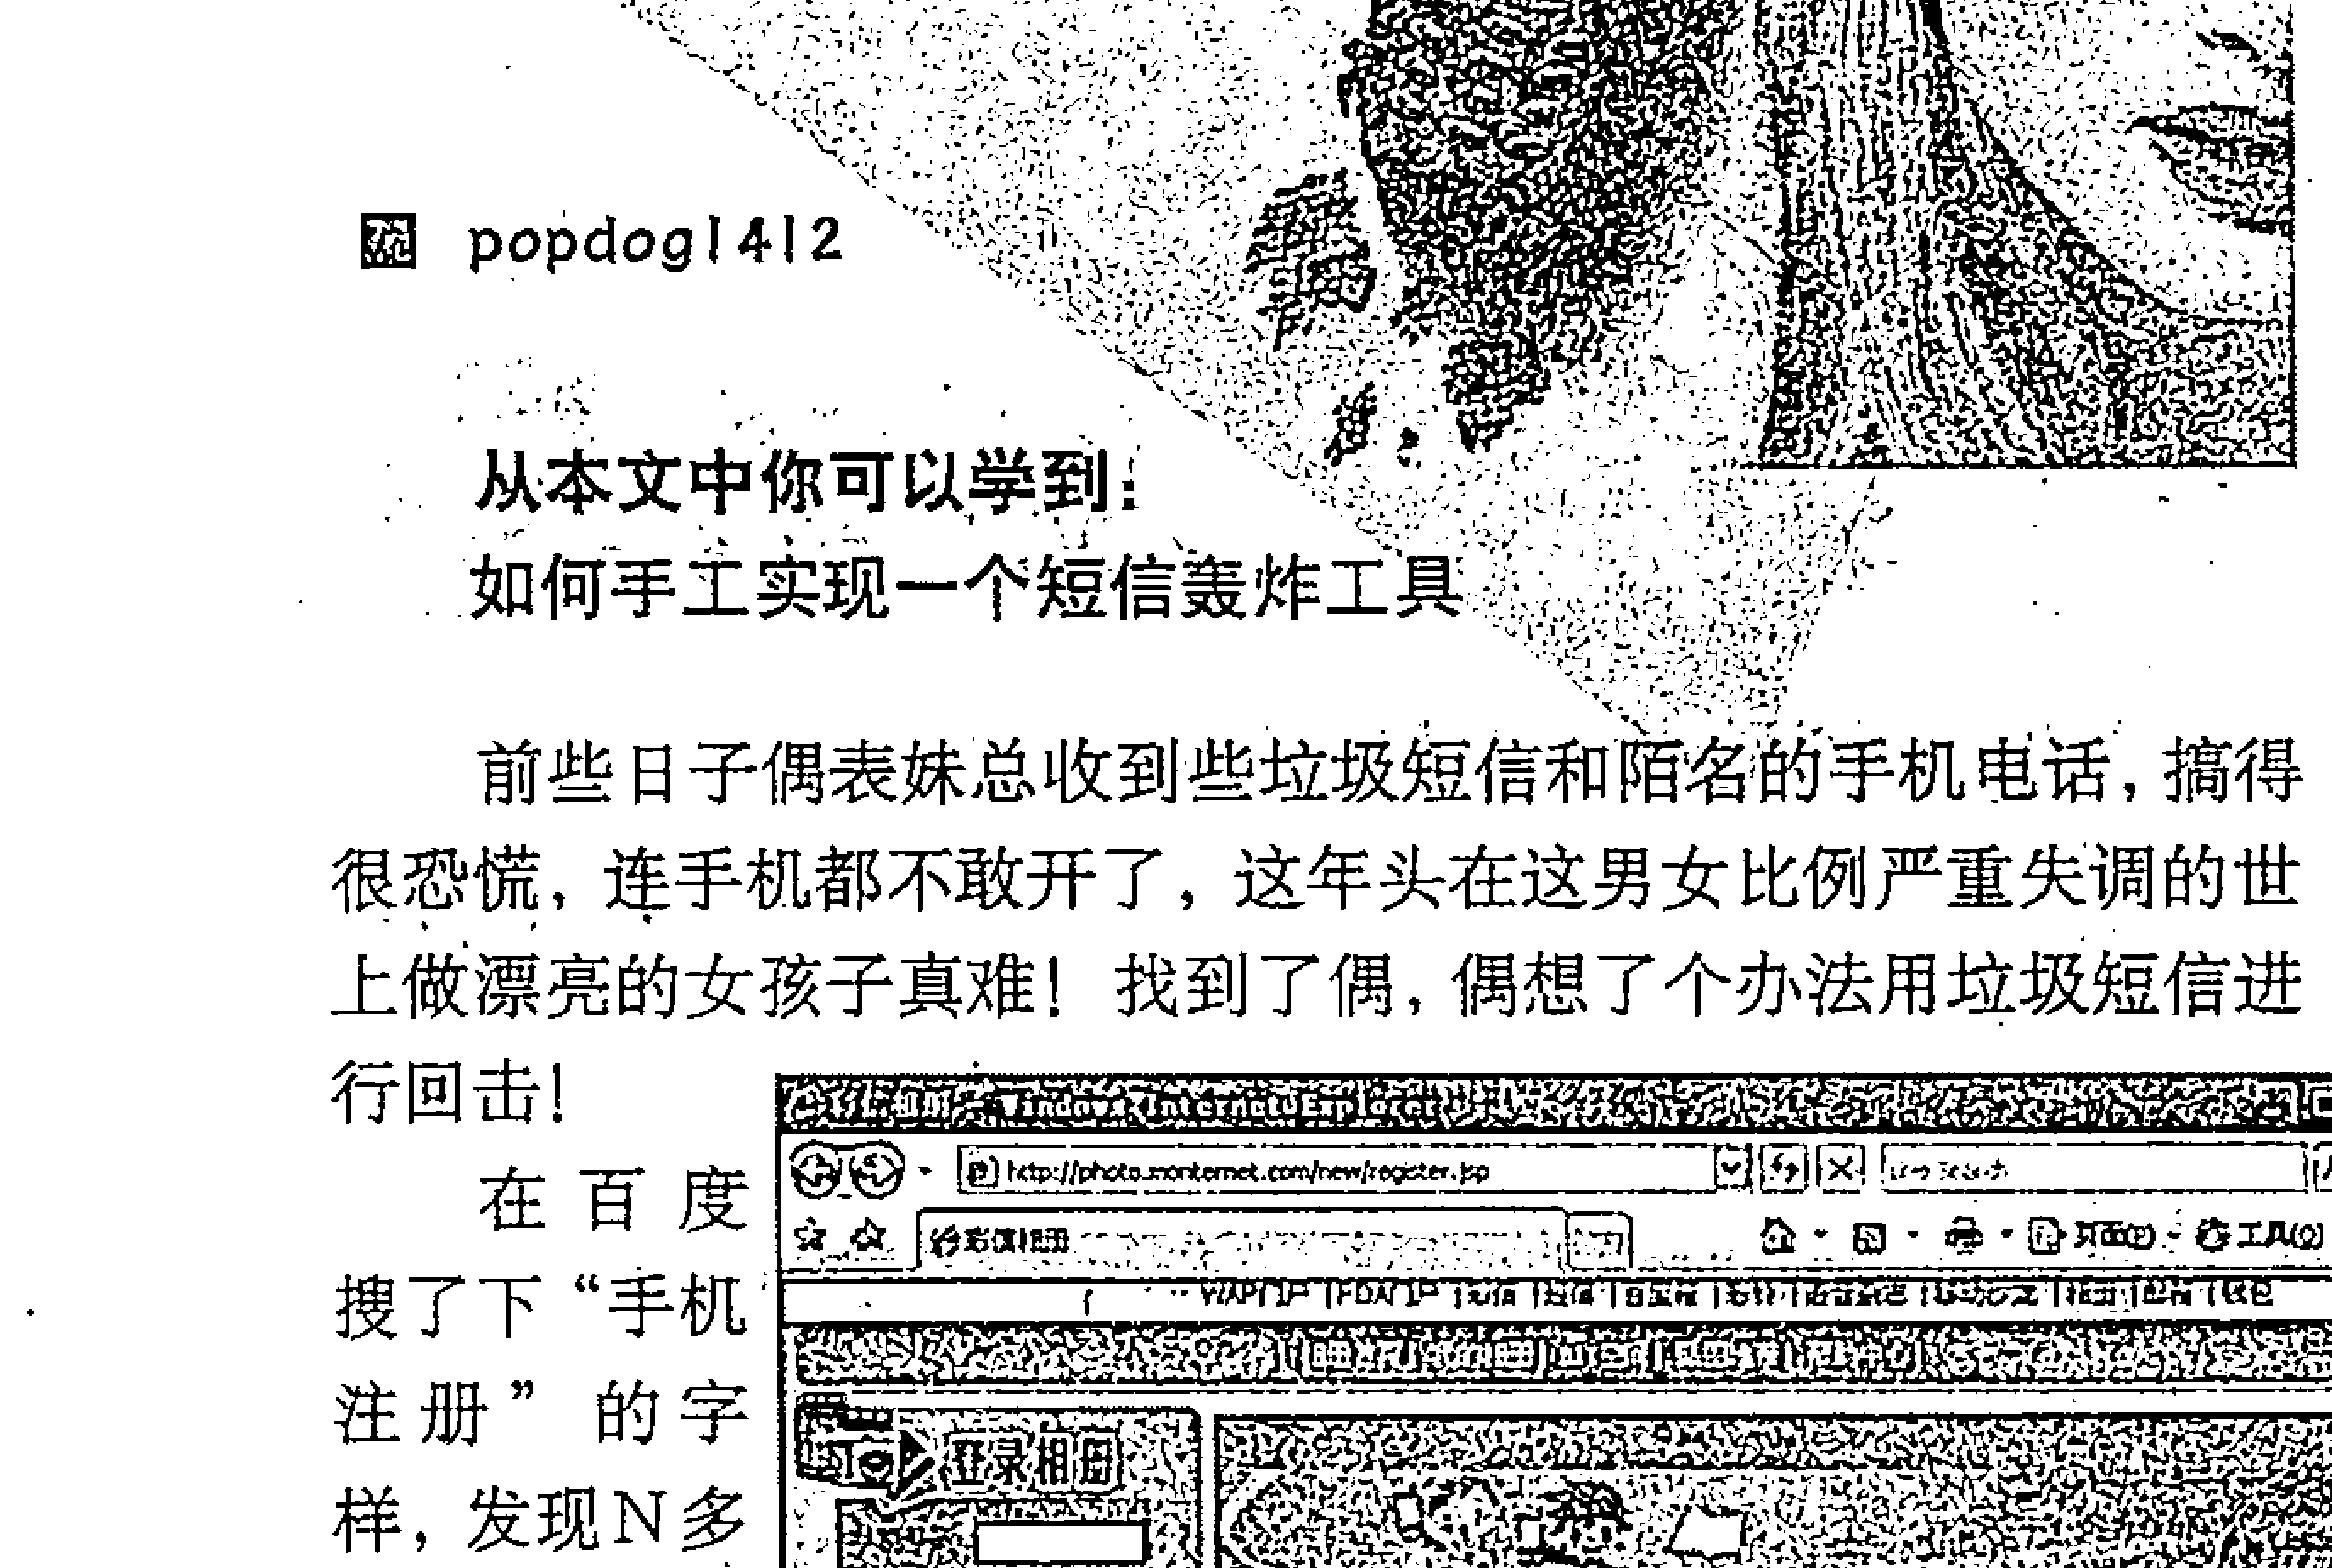 popdog1412
从本文中你可以学到：
如何手工实现一个短信轰炸工具
前些日子偶表妹总收到些垃圾短信和陌名的手机电话，搞得
很恐慌，连手机都不敢开了，这年头在这男女比例严重失调的世
上做漂亮的女孩子真难！找到了偶，偶想了个办法用垃圾短信进
行回击！
在百度
搜了下“手机
注册”的字
样，发现N多
Windows Internet Explorer
http://photo.monternet.com/new/register.jsp
工具(O)
登录相册